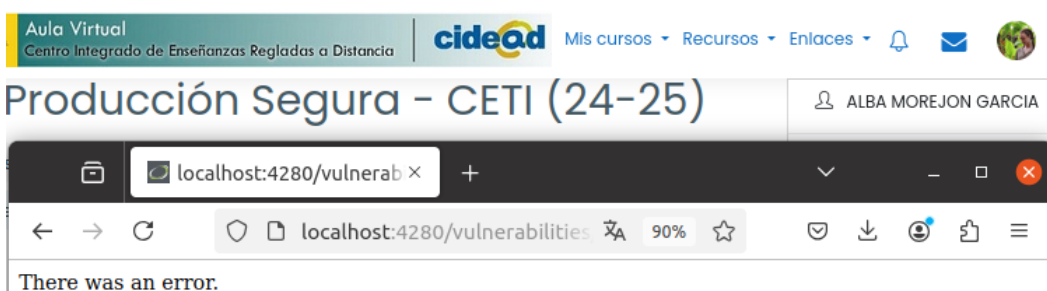 Aula Virtual
Centro Integrado de Enseñanzas Regladas a Distancia
cidead
Mis cursos Recursos Enlaces
Producción Segura - CETI (24-25)
ALBA MOREJON GARCIA
localhost:4280/vulnerab
localhost:4280/vulnerabilities/ 90%
There was an error.